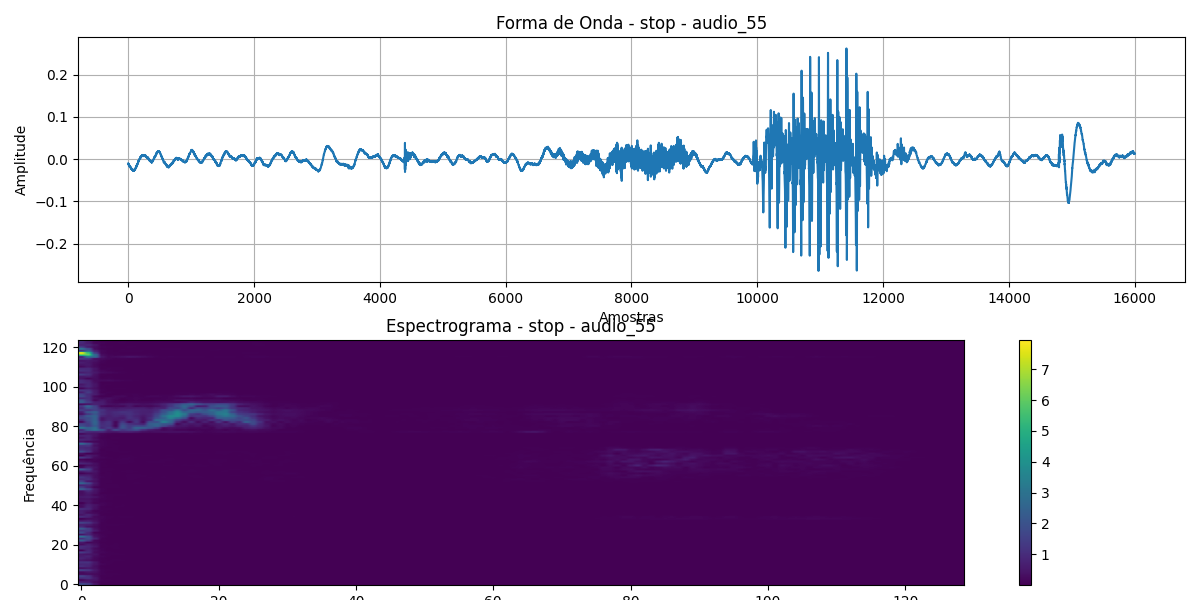 Forma de Onda - stop - audio_55
Amplitude
0.2
0.1
0.0
−0.1
−0.2
0 2000 4000 6000 8000 10000 12000 14000 16000
Amostras
Espectrograma - stop - audio_55
Frequência
120
100
80
60
40
20
0
0 20 40 60 80 100 120
7
6
5
4
3
2
1